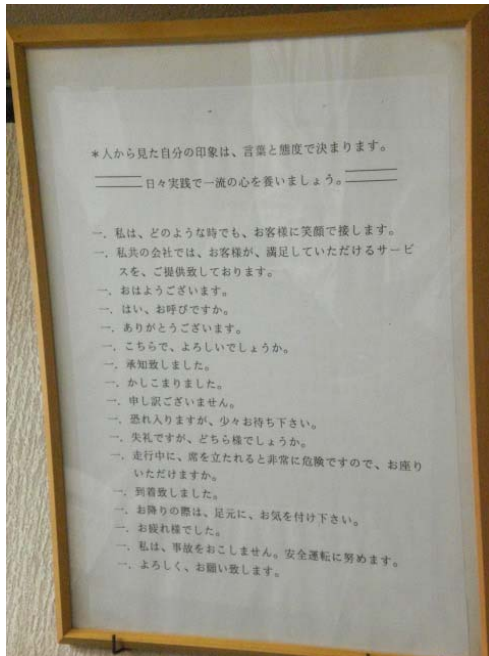 *人から見た自分の印象は、言葉と態度で決まります。
日々実践で一流の心を養いましょう。
一. 私は、どのような時でも、お客様に笑顔で接します。
一. 私共の会社では、お客様が、満足していただけるサービ
スを、ご提供致しております。
一. おはようございます。
一. はい、お呼びですか。
一. ありがとうございます。
一. こちらで、よろしいでしょうか。
一. 承知致しました。
一. かしこまりました。
一. 申し訳ございません。
一. 恐れ入りますが、少々お待ち下さい。
一. 失礼ですが、どちら様でしょうか。
一. 走行中に、席を立たれると非常に危険ですので、お座り
いただけますか。
一. 到着致しました。
一. お降りの際は、足元に、お気を付け下さい。
一. お疲れ様でした。
一. 私は、事故をおこしません。安全運転に努めます。
一. よろしく、お願い致します。